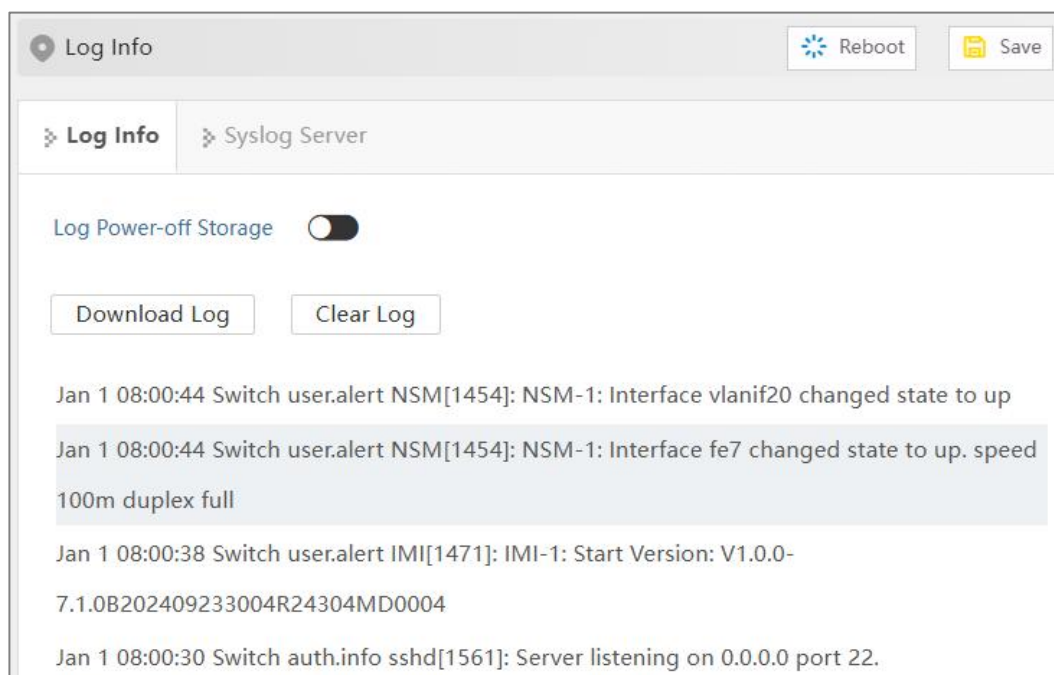 Log Info
Reboot
Save
Log Info
Syslog Server
Log Power-off Storage
Download Log
Clear Log
Jan 1 08:00:44 Switch user.alert NSM[1454]: NSM-1: Interface vlanif20 changed state to up
Jan 1 08:00:44 Switch user.alert NSM[1454]: NSM-1: Interface fe7 changed state to up. speed
100m duplex full
Jan 1 08:00:38 Switch user.alert IMI[1471]: IMI-1: Start Version: V1.0.0-
7.1.0B202409233004R24304MD0004
Jan 1 08:00:30 Switch auth.info sshd[1561]: Server listening on 0.0.0.0 port 22.